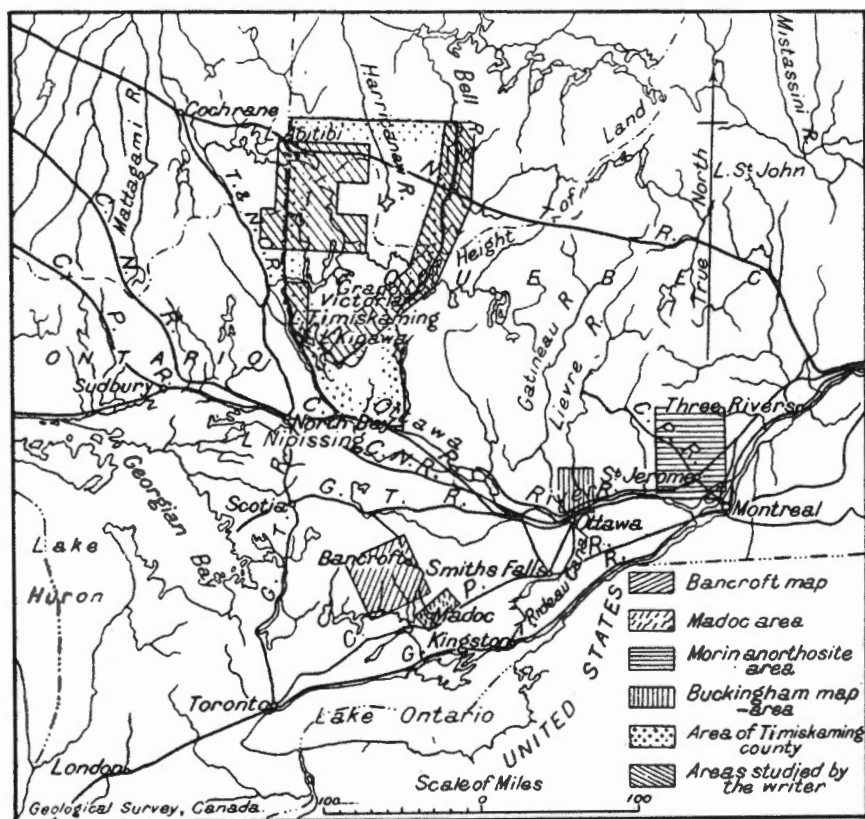 Mattagami R.
Cochrane
Abitibi
Harricanaw R.
Bell R.
Height of Land
True North
Mistassini R.
L. St John
T. & N. O. R.
C. N. R.
C. P. R.
ONTARIO
QUEBEC
Grand
Victoria
Timiskaming
Kipawa
Gatineau R
Lievre R.
Sudbury
North Bay
L Nipissing
Ottawa River
C. N. R.
C. P. R.
Three Rivers
St Jerome
Montreal
Ottawa
Georgian Bay
Scotia
G. T. R.
G. T. R.
Lake
Huron
Bancroft
Smiths Falls
Madoc
C. P. R.
Rideau Canal
Kingston
G. T. R.
Toronto
Lake Ontario
London
UNITED STATES
Bancroft map
Madoc area
Morin anorthosite
area
Buckingham map
-area
Area of Timiskaming
county
Areas studied by
the writer
Scale of Miles
100 0 100
Geological Survey, Canada.